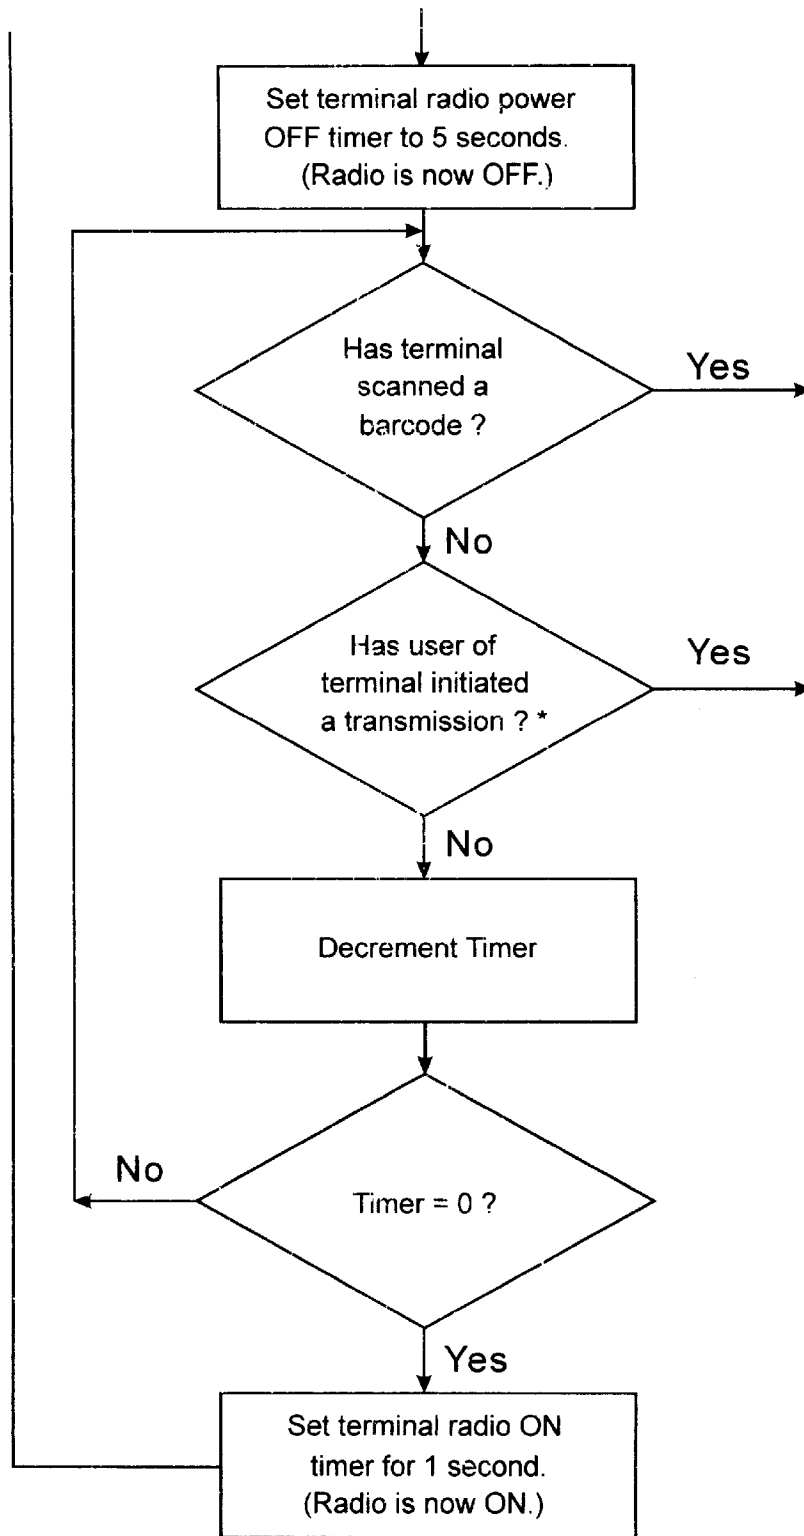 Set terminal radio power
OFF timer to 5 seconds.
(Radio is now OFF.)
Has terminal
scanned a
barcode ?
Yes
No
Has user of
terminal initiated
a transmission ? *
Yes
No
Decrement Timer
No
Timer = 0 ?
Yes
Set terminal radio ON
timer for 1 second.
(Radio is now ON.)